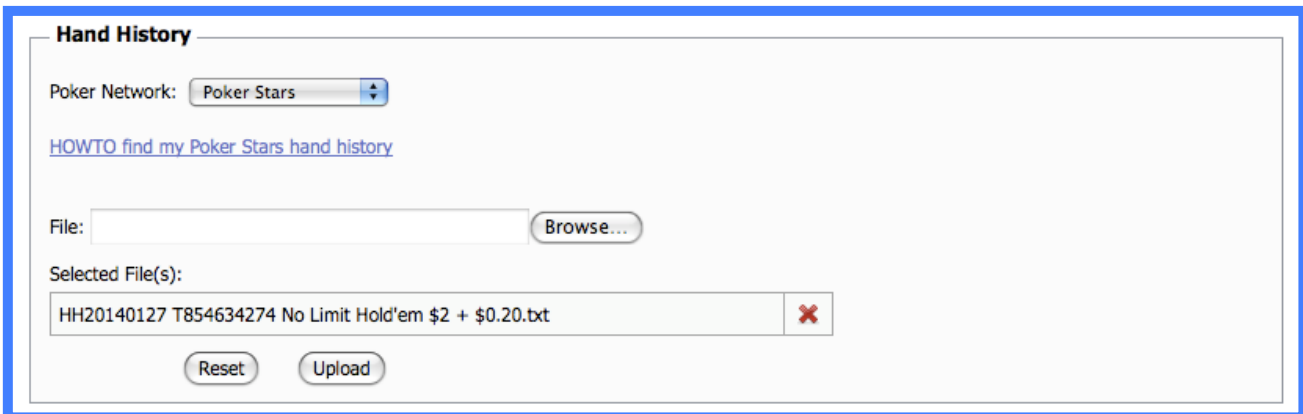 Hand History
Poker Network: Poker Stars
HOWTO find my Poker Stars hand history
File: Browse...
Selected File(s):
HH20140127 T854634274 No Limit Hold'em $2 + $0.20.txt
Reset Upload